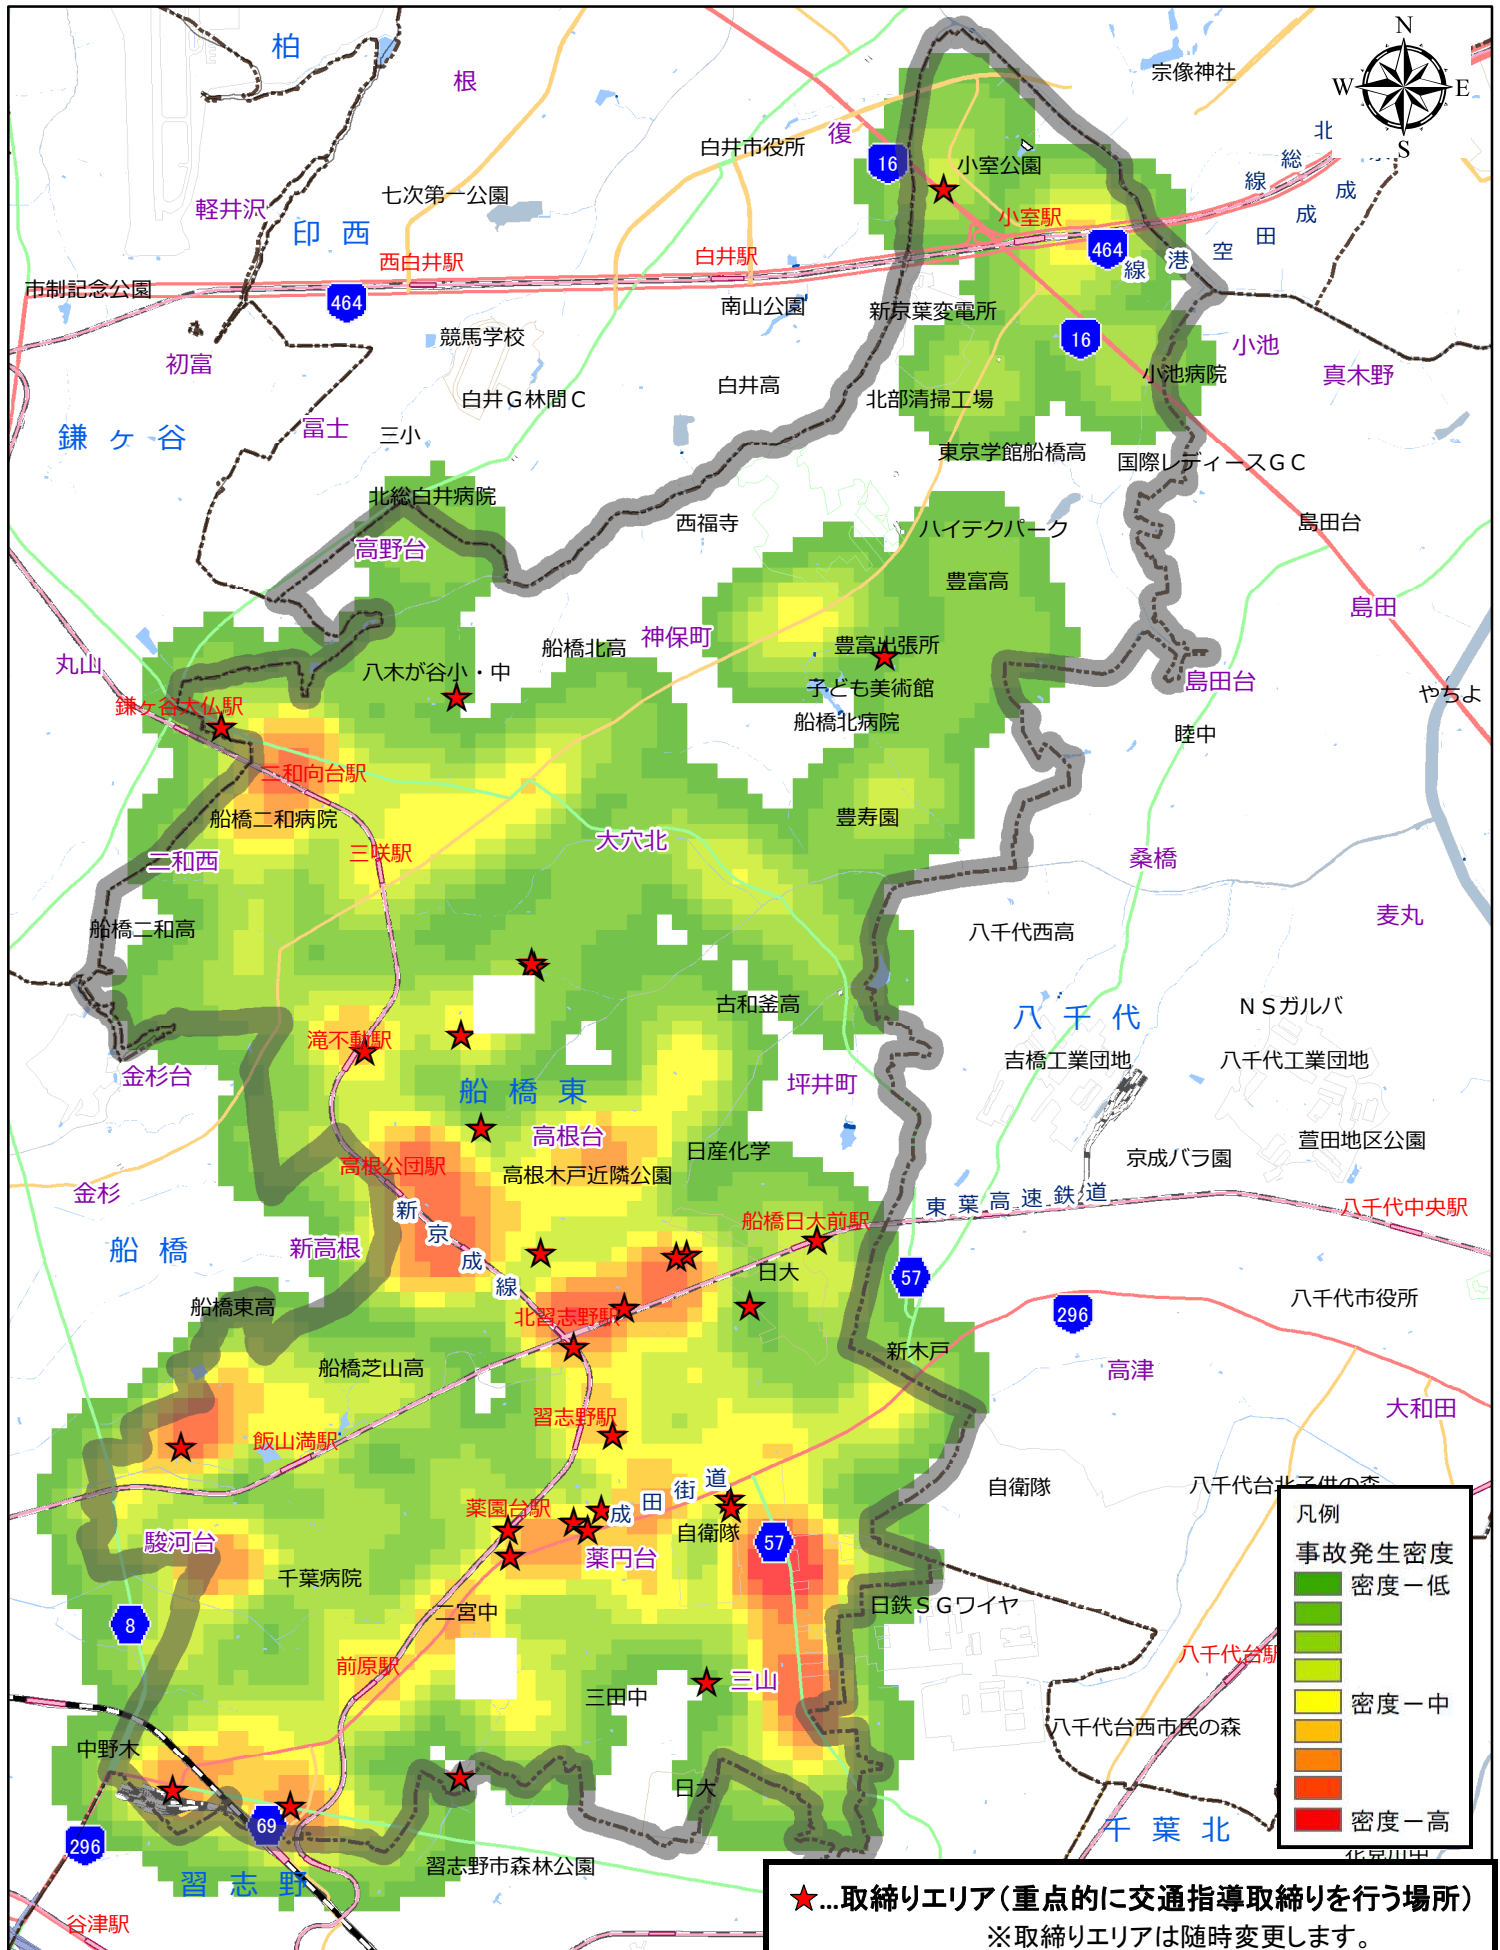 柏
根
宗像神社
N
W
E
S
復
白井市役所
16
小室公園
北総線
京成成田空港線
七次第一公園
軽井沢
印西
小室駅
464
西白井駅
白井駅
市制記念公園
464
南山公園
新京葉変電所
競馬学校
16
小池
初富
小池病院
真木野
白井高
白井G林間C
北部清掃工場
冨士
三小
鎌ヶ谷
東京学館船橋高
国際レディースGC
北総白井病院
西福寺
ハイテクパーク
島田台
高野台
豊富高
島田
神保町
船橋北高
豊富出張所
丸山
八木が谷小・中
子ども美術館
島田台
やちよ
鎌ヶ谷大仏駅
船橋北病院
睦中
二和向台駅
船橋二和病院
豊寿園
大穴北
三咲駅
二和西
桑橋
麦丸
船橋二和高
八千代西高
古和釜高
NSガルバ
八千代
滝不動駅
吉橋工業団地
八千代工業団地
金杉台
船橋東
坪井町
高根台
萱田地区公園
日産化学
京成バラ園
高根公団駅
高根木戸近隣公園
金杉
東葉高速鉄道
八千代中央駅
新京成線
船橋日大前駅
船橋
新高根
日大
57
船橋東高
八千代市役所
296
北習志野駅
新木戸
船橋芝山高
高津
大和田
習志野駅
飯山満駅
自衛隊
八千代台北子供の森
成田街道
薬園台駅
自衛隊
駿河台
薬円台
57
千葉病院
日鉄SGワイヤ
二宮中
8
八千代台駅
前原駅
三山
三田中
八千代台西市民の森
中野木
日大
千葉北
69
296
習志野市森林公園
習志野
花見川中
谷津駅
凡例
事故発生密度
密度－低
密度－中
密度－高
★…取締りエリア(重点的に交通指導取締りを行う場所)
※取締りエリアは随時変更します。